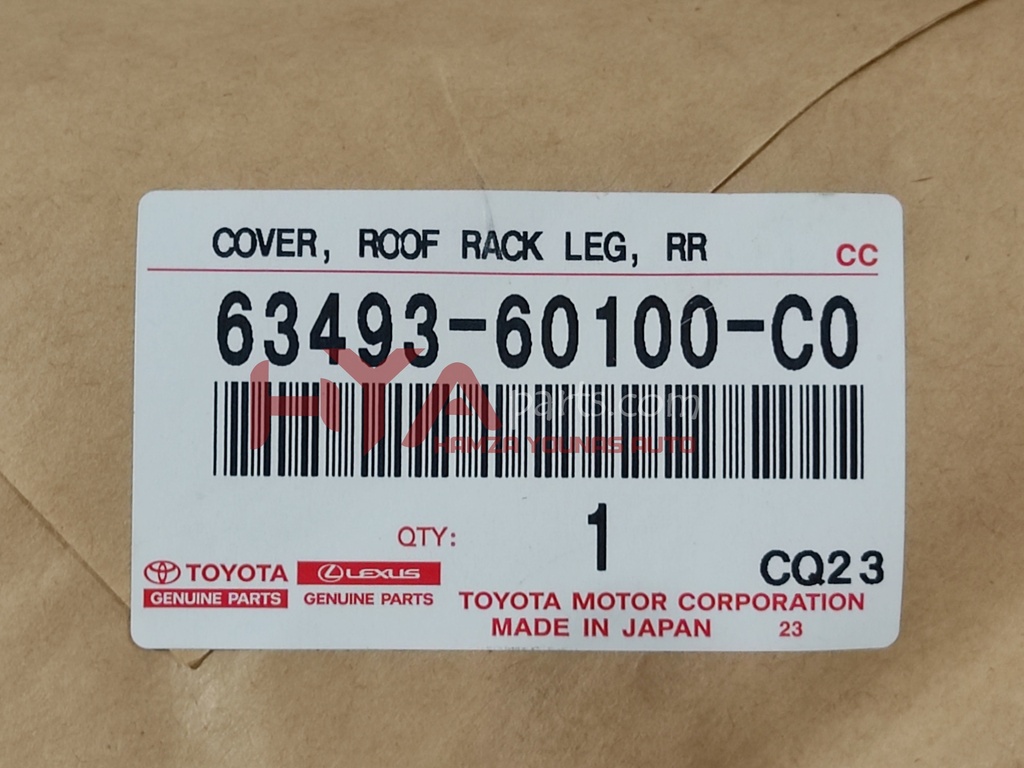 COVER, ROOF RACK LEG, RR
CC
63493-60100-C0
HYA parts.com
HAMZA YOUNAS AUTO
QTY: 1
CQ23
TOYOTA
GENUINE PARTS
LEXUS
GENUINE PARTS
TOYOTA MOTOR CORPORATION
MADE IN JAPAN 23